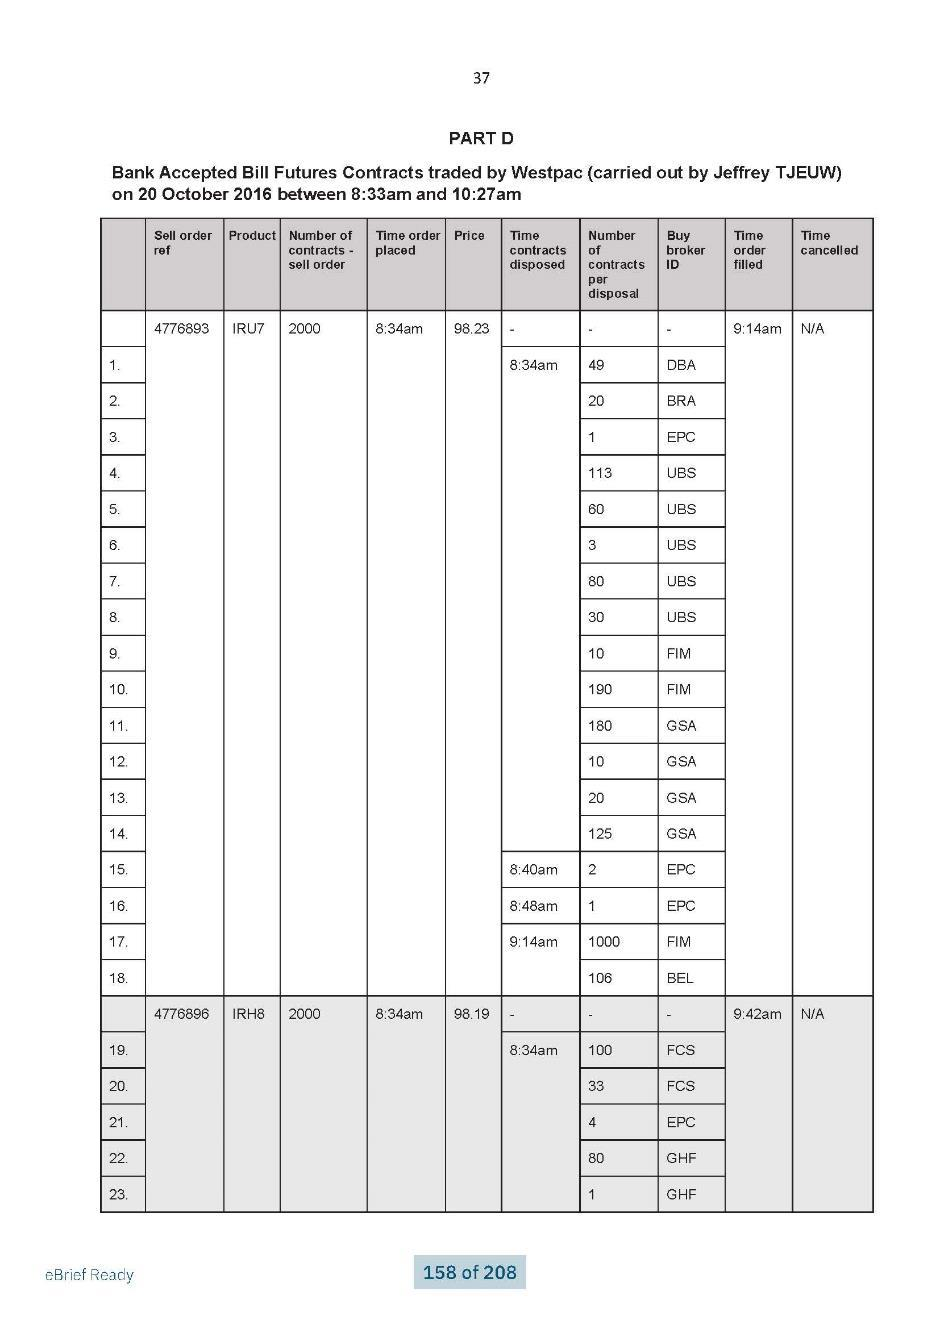 37
PART D
Bank Accepted Bill Futures Contracts traded by Westpac (carried out by Jeffrey TJEUW)
on 20 October 2016 between 8:33am and 10:27am
Sell order ref | Product | Number of contracts - sell order | Time order placed | Price | Time contracts disposed | Number of contracts per disposal | Buy broker ID | Time order filled | Time cancelled
4776893 IRU7 2000 8:34am 98.23 - - - 9:14am N/A
1. 8:34am 49 DBA
2. 20 BRA
3. 1 EPC
4. 113 UBS
5. 60 UBS
6. 3 UBS
7. 80 UBS
8. 30 UBS
9. 10 FIM
10. 190 FIM
11. 180 GSA
12. 10 GSA
13. 20 GSA
14. 125 GSA
15. 8:40am 2 EPC
16. 8:48am 1 EPC
17. 9:14am 1000 FIM
18. 106 BEL
4776896 IRH8 2000 8:34am 98.19 - - - 9:42am N/A
19. 8:34am 100 FCS
20. 33 FCS
21. 4 EPC
22. 80 GHF
23. 1 GHF
eBrief Ready
158 of 208